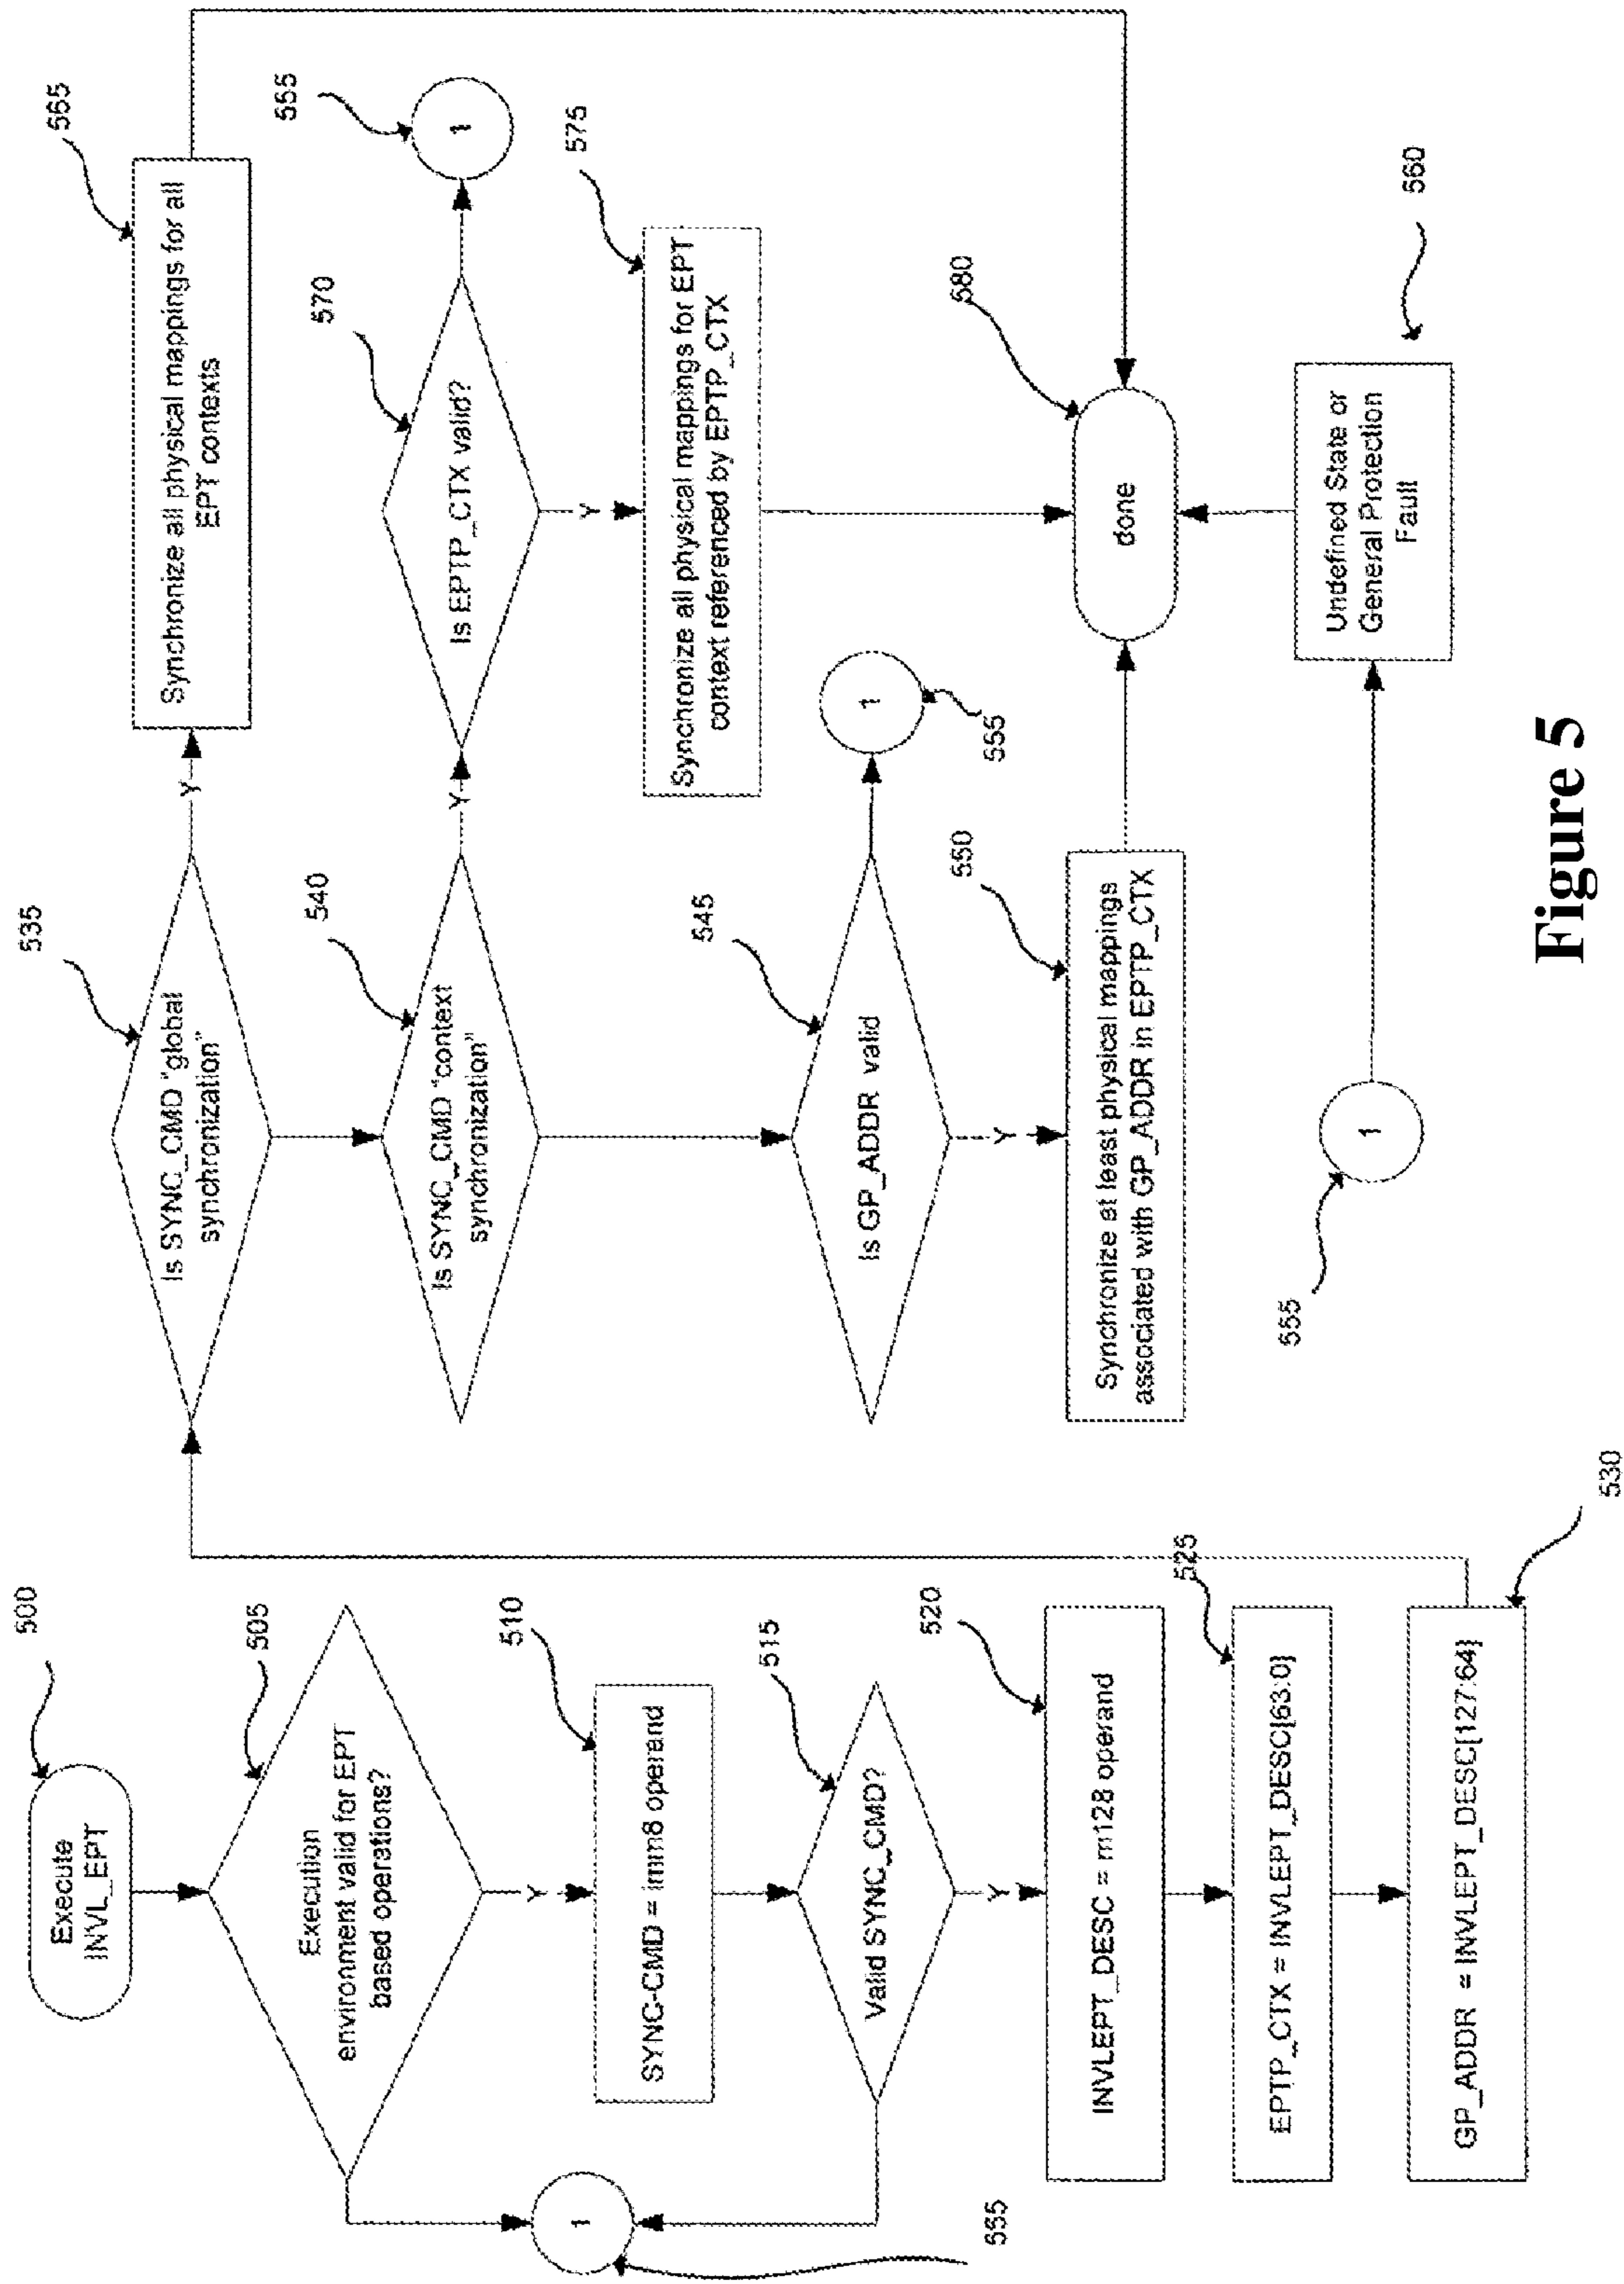 500
Execute
INVL_EPT
505
Execution
environment valid for EPT
based operations?
Y
510
SYNC-CMD = imm8 operand
515
Valid SYNC_CMD?
Y
1
555
520
INVLEPT_DESC = m128 operand
525
EPTP_CTX = INVLEPT_DESC[63:0]
530
GP_ADDR = INVLEPT_DESC[127:64]
535
Is SYNC_CMD "global
synchronization"
Y
565
Synchronize all physical mappings for all
EPT contexts
540
Is SYNC_CMD "context
synchronization"
Y
570
Is EPTP_CTX valid?
1
555
Y
575
Synchronize all physical mappings for EPT
context referenced by EPTP_CTX
545
Is GP_ADDR valid
1
555
Y
550
Synchronize at least physical mappings
associated with GP_ADDR in EPTP_CTX
580
done
555
1
560
Undefined State or
General Protection
Fault
Figure 5